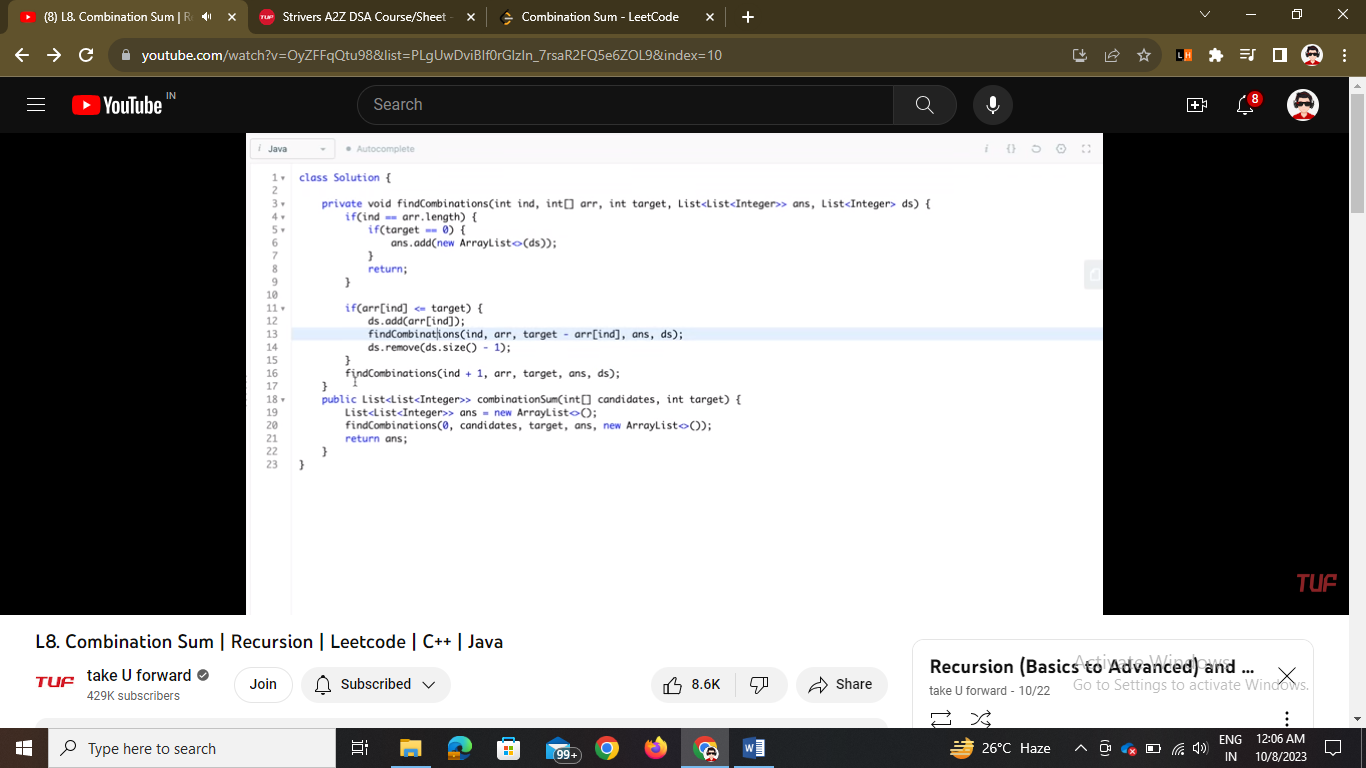 (8) L8. Combination Sum | R
Strivers A2Z DSA Course/Sheet -
Combination Sum - LeetCode
youtube.com/watch?v=OyZFFqQtu98&list=PLgUwDviBIf0rGlzIn_7rsaR2FQ5e6ZOL9&index=10
YouTube IN
Search
8
i Java
Autocomplete
1 class Solution {
2
3 private void findCombinations(int ind, int[] arr, int target, List<List<Integer>> ans, List<Integer> ds) {
4 if(ind == arr.length) {
5 if(target == 0) {
6 ans.add(new ArrayList<>(ds));
7 }
8 return;
9 }
10
11 if(arr[ind] <= target) {
12 ds.add(arr[ind]);
13 findCombinations(ind, arr, target - arr[ind], ans, ds);
14 ds.remove(ds.size() - 1);
15 }
16 findCombinations(ind + 1, arr, target, ans, ds);
17 }
18 public List<List<Integer>> combinationSum(int[] candidates, int target) {
19 List<List<Integer>> ans = new ArrayList<>();
20 findCombinations(0, candidates, target, ans, new ArrayList<>());
21 return ans;
22 }
23 }
TUF
L8. Combination Sum | Recursion | Leetcode | C++ | Java
TUF
take U forward
429K subscribers
Join
Subscribed
8.6K
Share
Recursion (Basics to Advanced) and ...
take U forward - 10/22
Activate Windows
Go to Settings to activate Windows.
Type here to search
99+
26°C Haze
ENG
IN
12:06 AM
10/8/2023